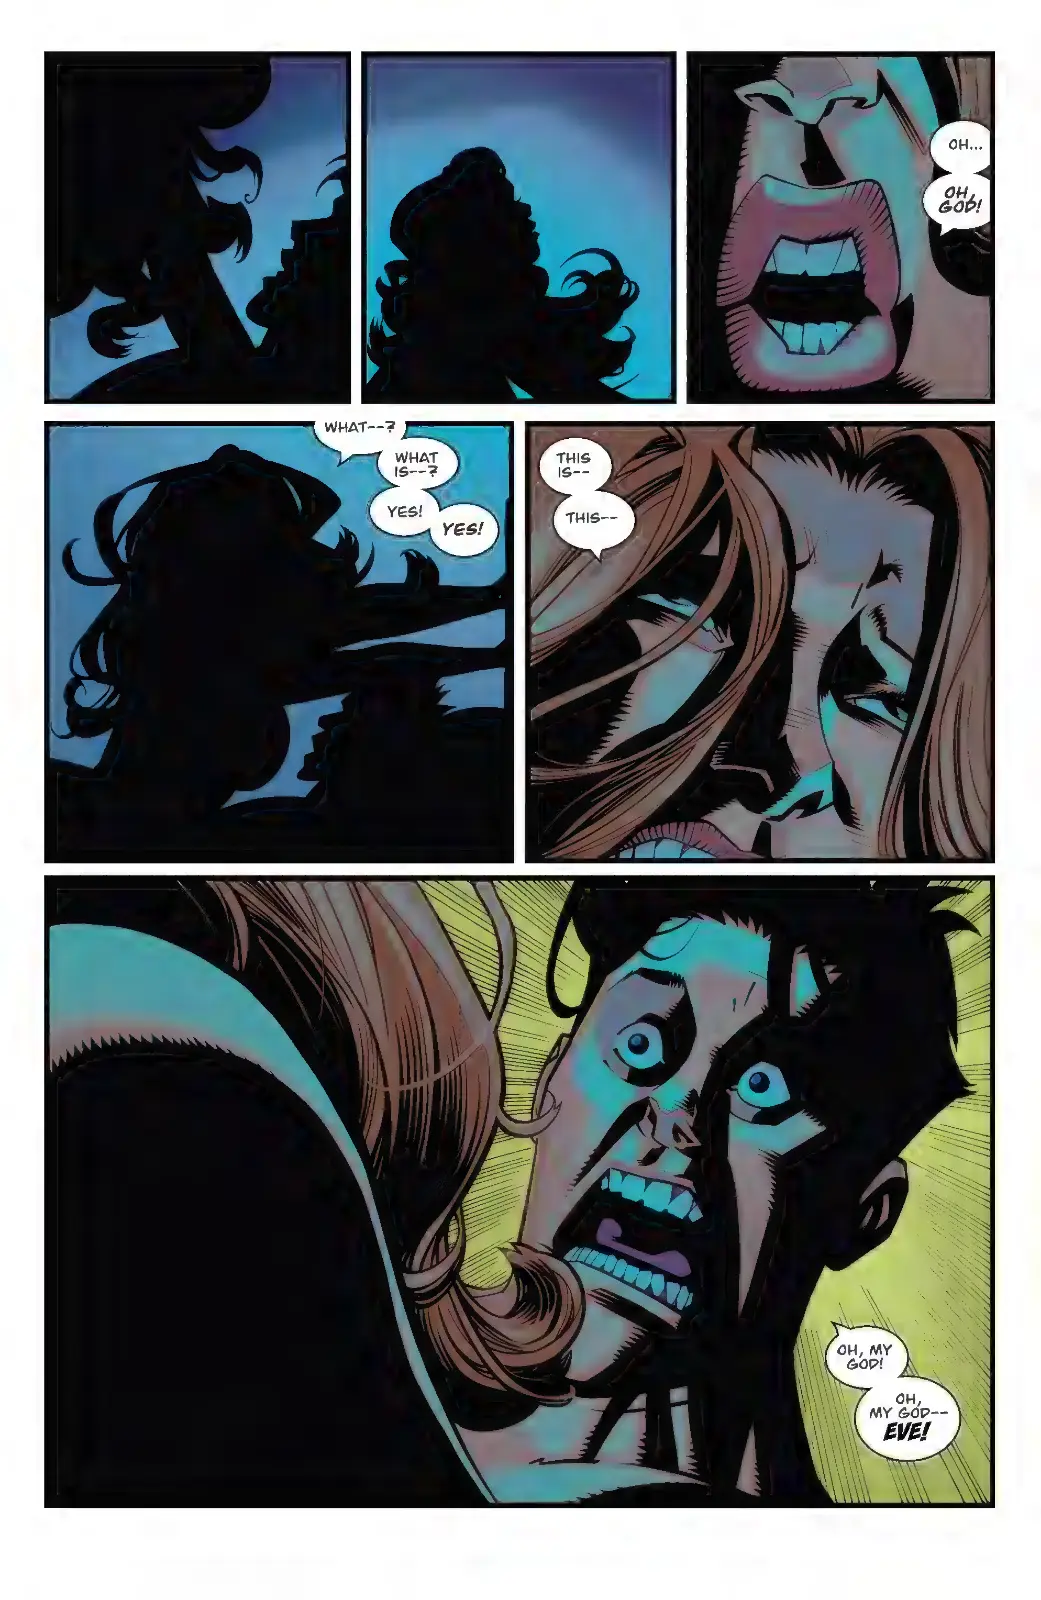 OH...
OH,
GOD!
WHAT--?
WHAT
IS--?
YES!
YES!
THIS
IS--
THIS--
OH, MY
GOD!
OH,
MY GOD--
EVE!